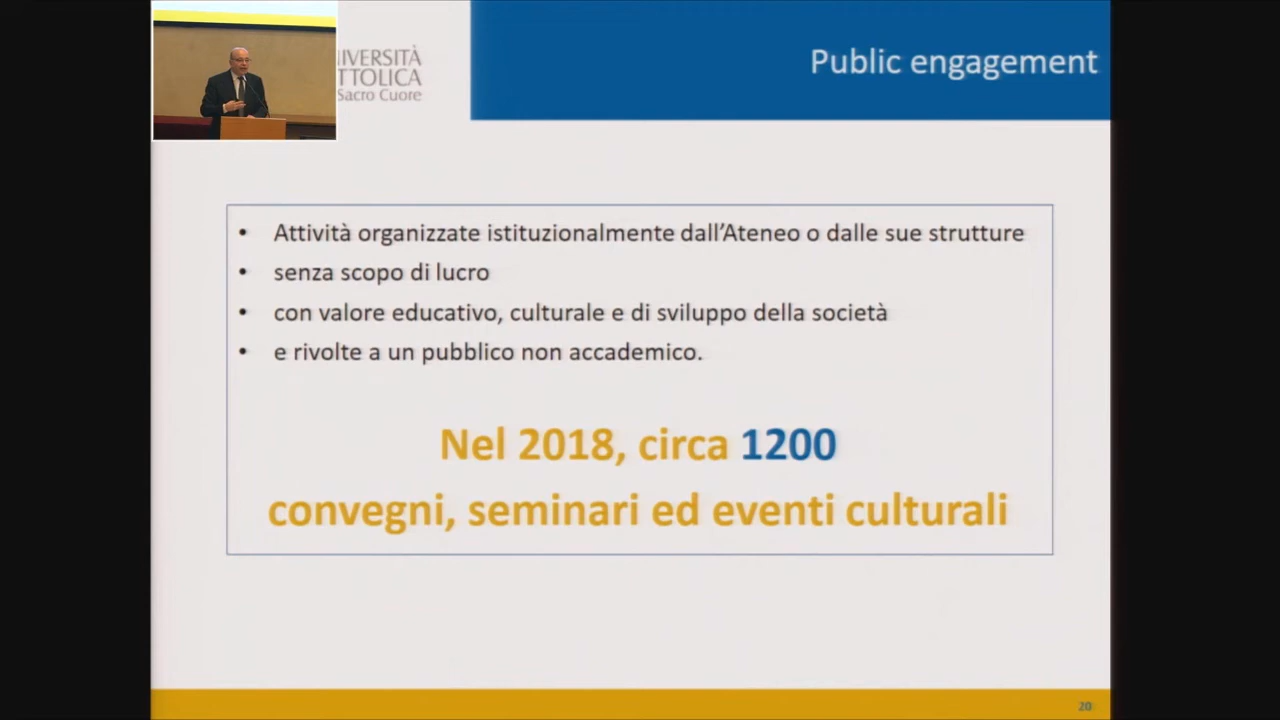 IVERSITÀ
TTOLICA
Sacro Cuore
Public engagement
• Attività organizzate istituzionalmente dall’Ateneo o dalle sue strutture
• senza scopo di lucro
• con valore educativo, culturale e di sviluppo della società
• e rivolte a un pubblico non accademico.
Nel 2018, circa 1200
convegni, seminari ed eventi culturali
20